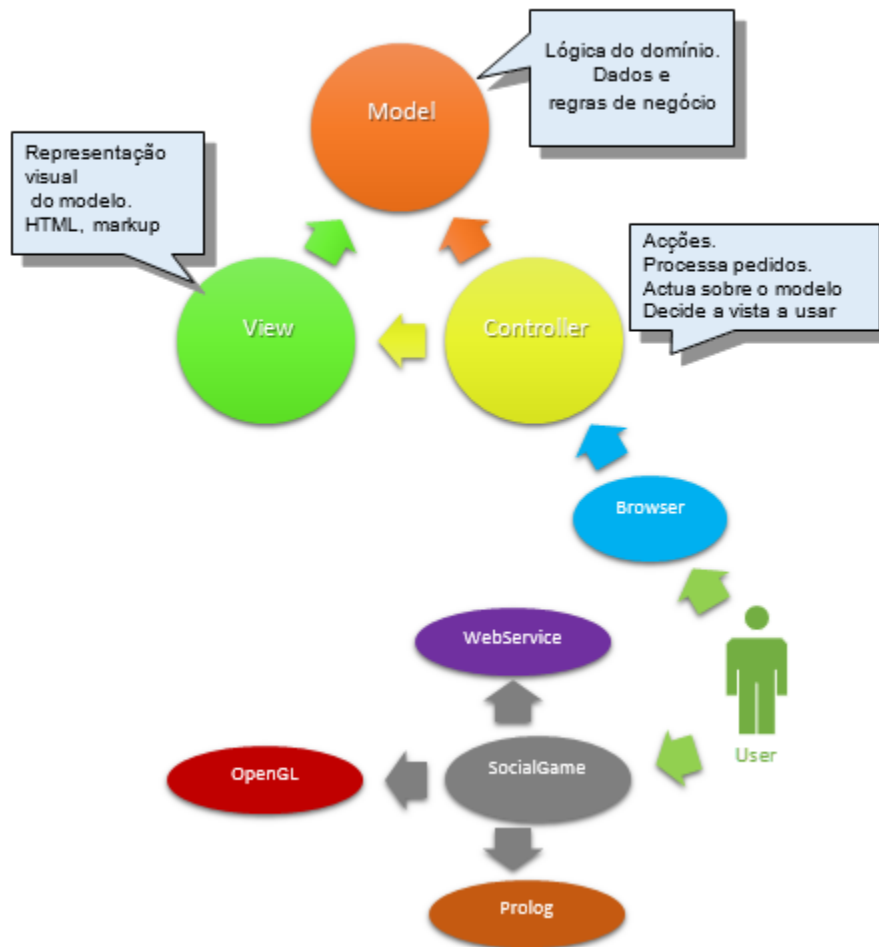 Lógica do domínio.
Dados e
regras de negócio
Model
Representação
visual
do modelo.
HTML, markup
Acções.
Processa pedidos.
Actua sobre o modelo
Decide a vista a usar
View
Controller
Browser
WebService
User
OpenGL
SocialGame
Prolog